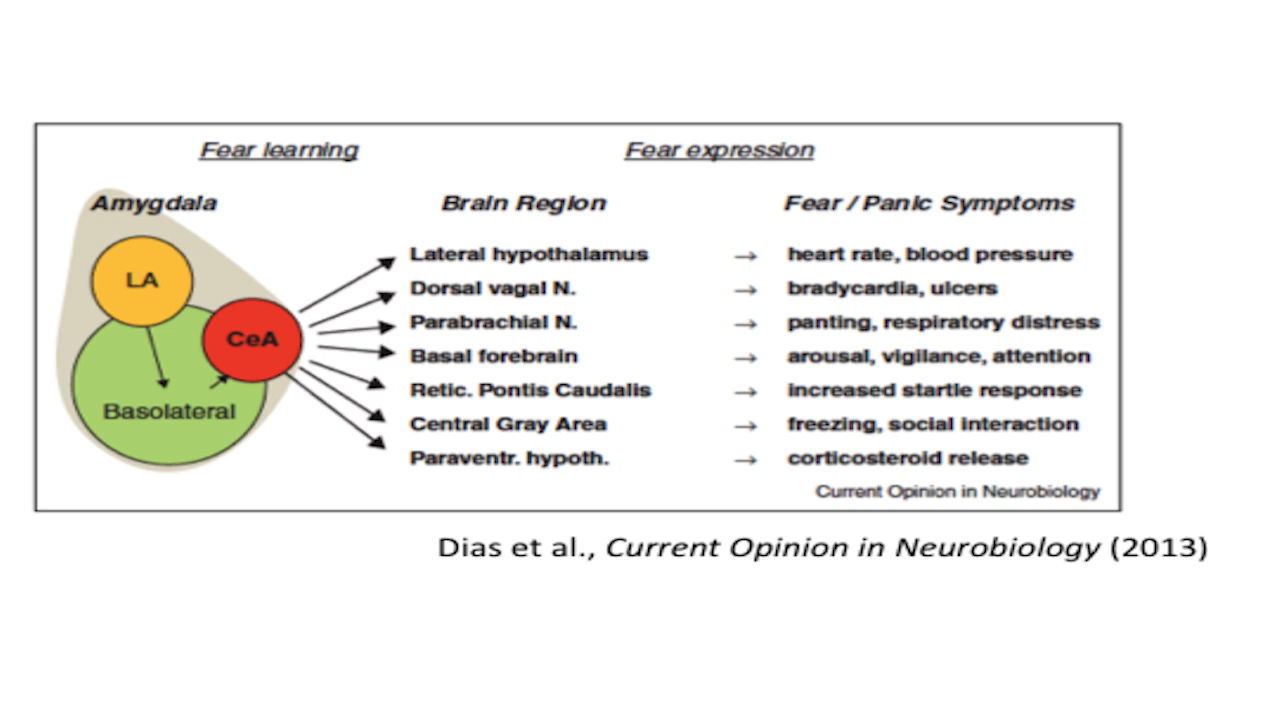 Fear learning Fear expression
Amygdala Brain Region Fear / Panic Symptoms
LA
CeA
Basolateral
Lateral hypothalamus → heart rate, blood pressure
Dorsal vagal N. → bradycardia, ulcers
Parabrachial N. → panting, respiratory distress
Basal forebrain → arousal, vigilance, attention
Retic. Pontis Caudalis → increased startle response
Central Gray Area → freezing, social interaction
Paraventr. hypoth. → corticosteroid release
Current Opinion in Neurobiology
Dias et al., Current Opinion in Neurobiology (2013)